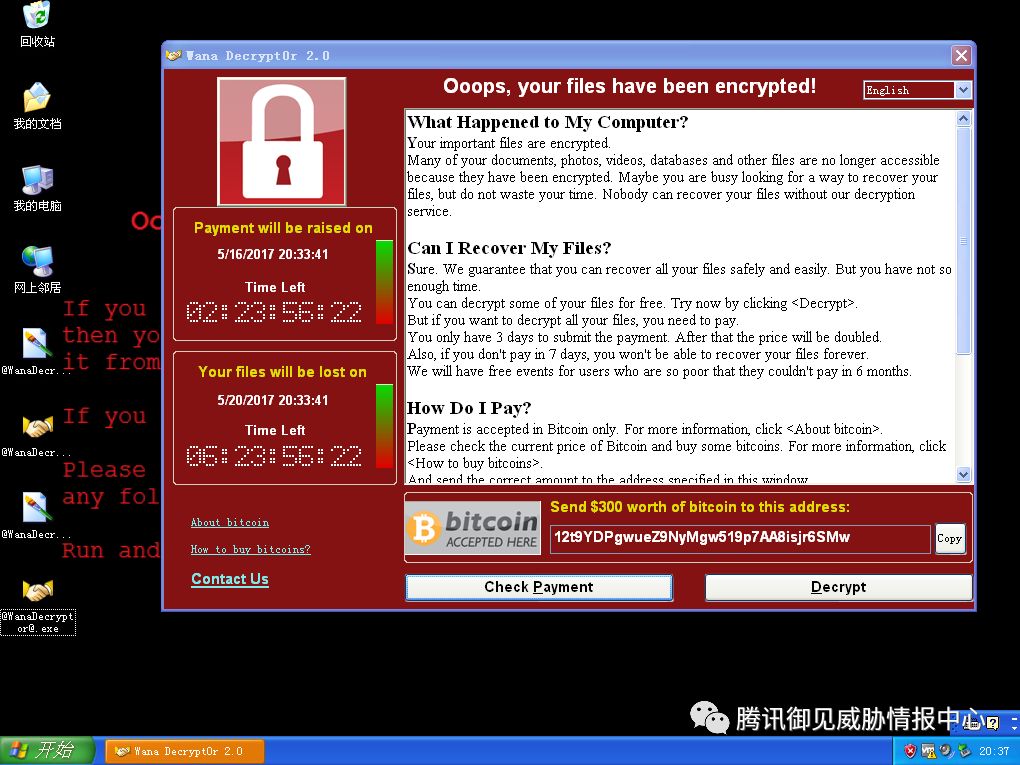 回收站
我的文档
我的电脑
网上邻居
@WanaDecr...
@WanaDecr...
@WanaDecr...
@WanaDecrypt
or@.exe
Oo
If you
then yo
it from
If you
Please
any fol
Run and
Wana Decrypt0r 2.0
Ooops, your files have been encrypted!
English
Payment will be raised on
5/16/2017 20:33:41
Time Left
02:23:56:22
Your files will be lost on
5/20/2017 20:33:41
Time Left
06:23:56:22
About bitcoin
How to buy bitcoins?
Contact Us
What Happened to My Computer?
Your important files are encrypted.
Many of your documents, photos, videos, databases and other files are no longer accessible
because they have been encrypted. Maybe you are busy looking for a way to recover your
files, but do not waste your time. Nobody can recover your files without our decryption
service.
Can I Recover My Files?
Sure. We guarantee that you can recover all your files safely and easily. But you have not so
enough time.
You can decrypt some of your files for free. Try now by clicking <Decrypt>.
But if you want to decrypt all your files, you need to pay.
You only have 3 days to submit the payment. After that the price will be doubled.
Also, if you don't pay in 7 days, you won't be able to recover your files forever.
We will have free events for users who are so poor that they couldn't pay in 6 months.
How Do I Pay?
Payment is accepted in Bitcoin only. For more information, click <About bitcoin>.
Please check the current price of Bitcoin and buy some bitcoins. For more information, click
<How to buy bitcoins>.
And send the correct amount to the address specified in this window
bitcoin
ACCEPTED HERE
Send $300 worth of bitcoin to this address:
12t9YDPgwueZ9NyMgw519p7AA8isjr6SMw
Copy
Check Payment
Decrypt
腾讯御见威胁情报中心
开始
Wana Decrypt0r 2.0
20:37